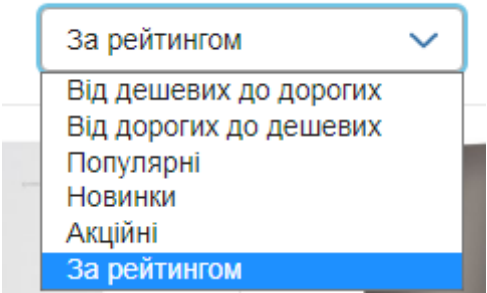 За рейтингом
Від дешевих до дорогих
Від дорогих до дешевих
Популярні
Новинки
Акційні
За рейтингом